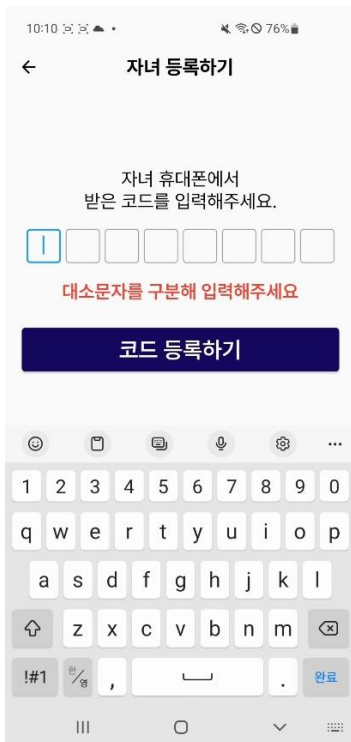 10:10
76%
자녀 등록하기
자녀 휴대폰에서
받은 코드를 입력해주세요.
대소문자를 구분해 입력해주세요
코드 등록하기
1 2 3 4 5 6 7 8 9 0
q w e r t y u i o p
a s d f g h j k l
z x c v b n m
!#1 한/영 , . 완료